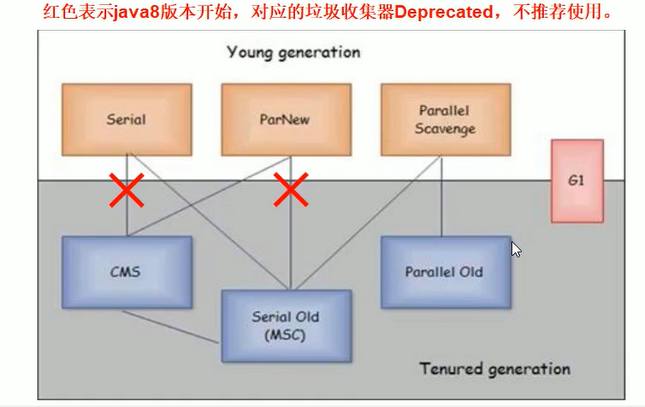 红色表示java8版本开始，对应的垃圾收集器Deprecated，不推荐使用。
Young generation
Serial
ParNew
Parallel
Scavenge
G1
CMS
Serial Old
(MSC)
Parallel Old
Tenured generation